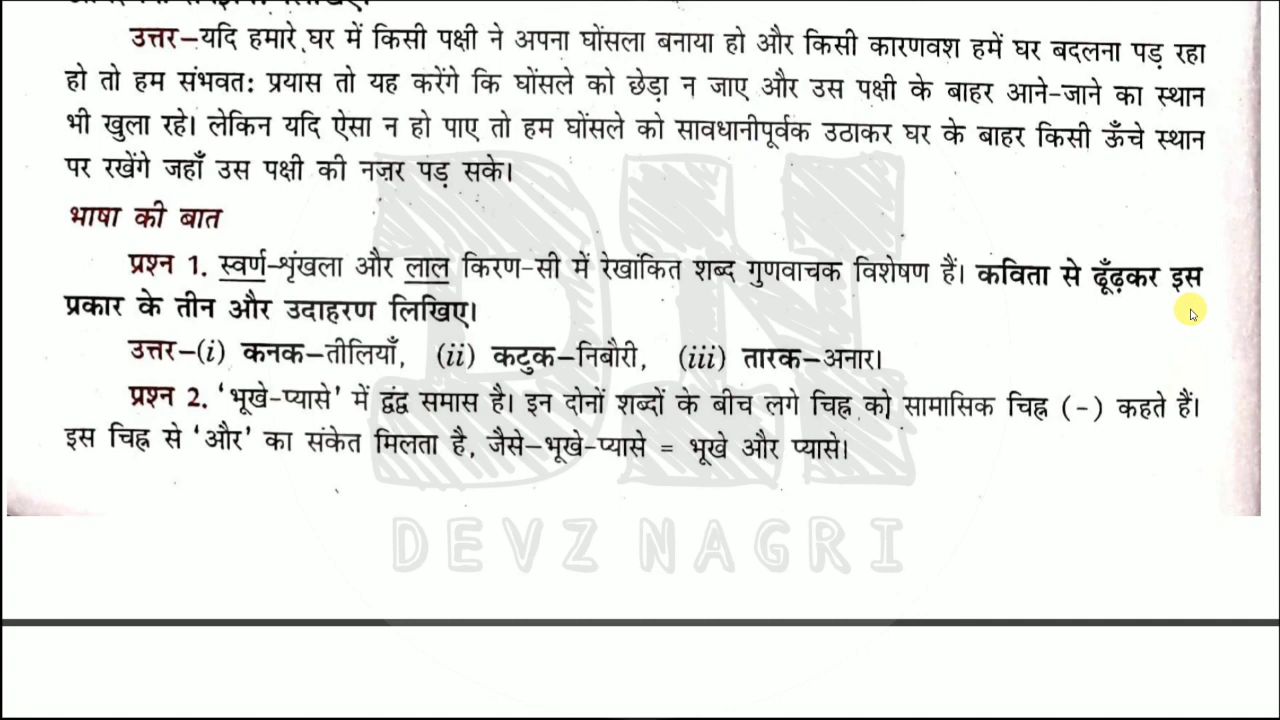 उत्तर–यदि हमारे घर में किसी पक्षी ने अपना घोंसला बनाया हो और किसी कारणवश हमें घर बदलना पड़ रहा
हो तो हम संभवत: प्रयास तो यह करेंगे कि घोंसले को छेड़ा न जाए और उस पक्षी के बाहर आने-जाने का स्थान
भी खुला रहे। लेकिन यदि ऐसा न हो पाए तो हम घोंसले को सावधानीपूर्वक उठाकर घर के बाहर किसी ऊँचे स्थान
पर रखेंगे जहाँ उस पक्षी की नज़र पड़ सके।
भाषा की बात
प्रश्न 1. स्वर्ण-शृंखला और लाल किरण-सी में रेखांकित शब्द गुणवाचक विशेषण हैं। कविता से ढूँढ़कर इस
प्रकार के तीन और उदाहरण लिखिए।
उत्तर–(i) कनक–तीलियाँ, (ii) कटुक–निबौरी, (iii) तारक–अनार।
प्रश्न 2. ‘भूखे-प्यासे’ में द्वंद्व समास है। इन दोनों शब्दों के बीच लगे चिह्न को सामासिक चिह्न (-) कहते हैं।
इस चिह्न से ‘और’ का संकेत मिलता है, जैसे–भूखे-प्यासे = भूखे और प्यासे।
DN
DEVZ NAGRI